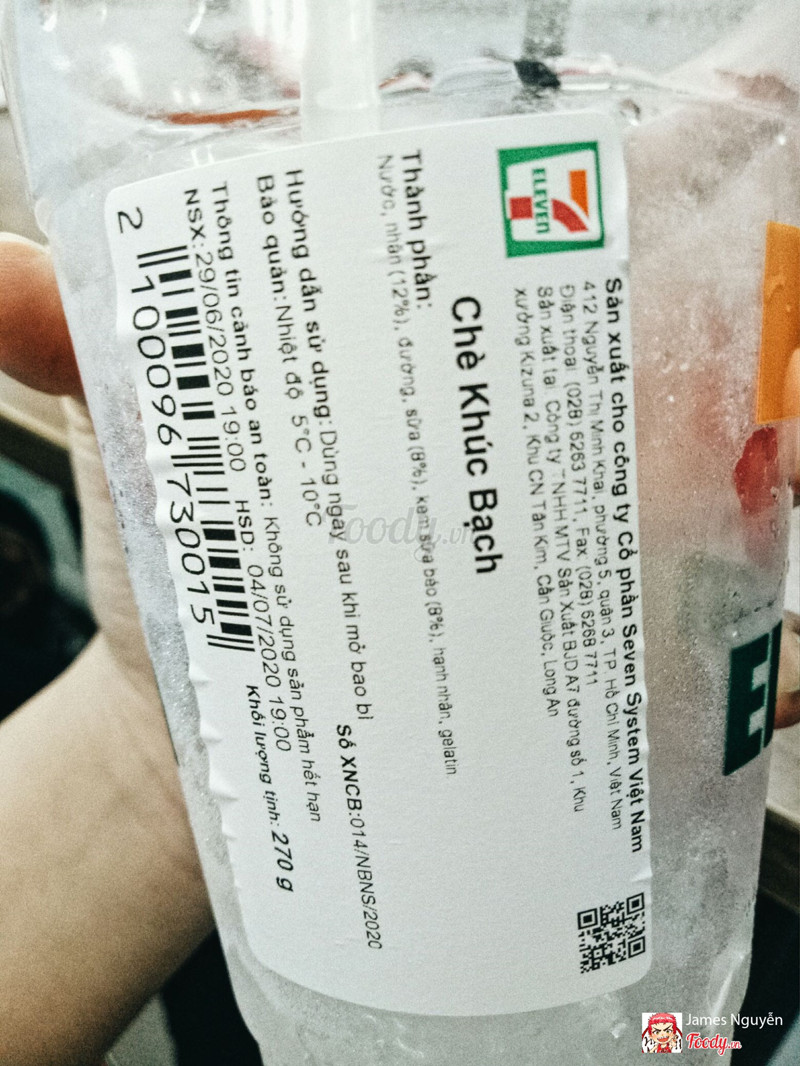 7
ELEVEN
Sản xuất cho công ty Cổ phần Seven System Việt Nam
412 Nguyễn Thị Minh Khai, phường 5, quận 3, TP. Hồ Chí Minh, Việt Nam
Điện thoại: (028) 6263 7711, Fax: (028) 6268 7711
Sản xuất tại: Công ty TNHH MTV Sản Xuất BJD A7 đường số 1, Khu
xưởng Kizuna 2, Khu CN Tân Kim, Cần Giuộc, Long An
Chè Khúc Bạch
Thành phần:
Nước, nhãn (12%), đường, sữa (8%), kem sữa béo (8%), hạnh nhân, gelatin
Số XNCB:014/NBNS/2020
Hướng dẫn sử dụng: Dùng ngay sau khi mở bao bì
Bảo quản: Nhiệt độ 5°C - 10°C
Thông tin cảnh báo an toàn: Không sử dụng sản phẩm hết hạn
NSX: 29/06/2020 19:00 HSD: 04/07/2020 19:00
Khối lượng tịnh: 270 g
2 100096 730015
Foody.vn
James Nguyễn
Foody.vn